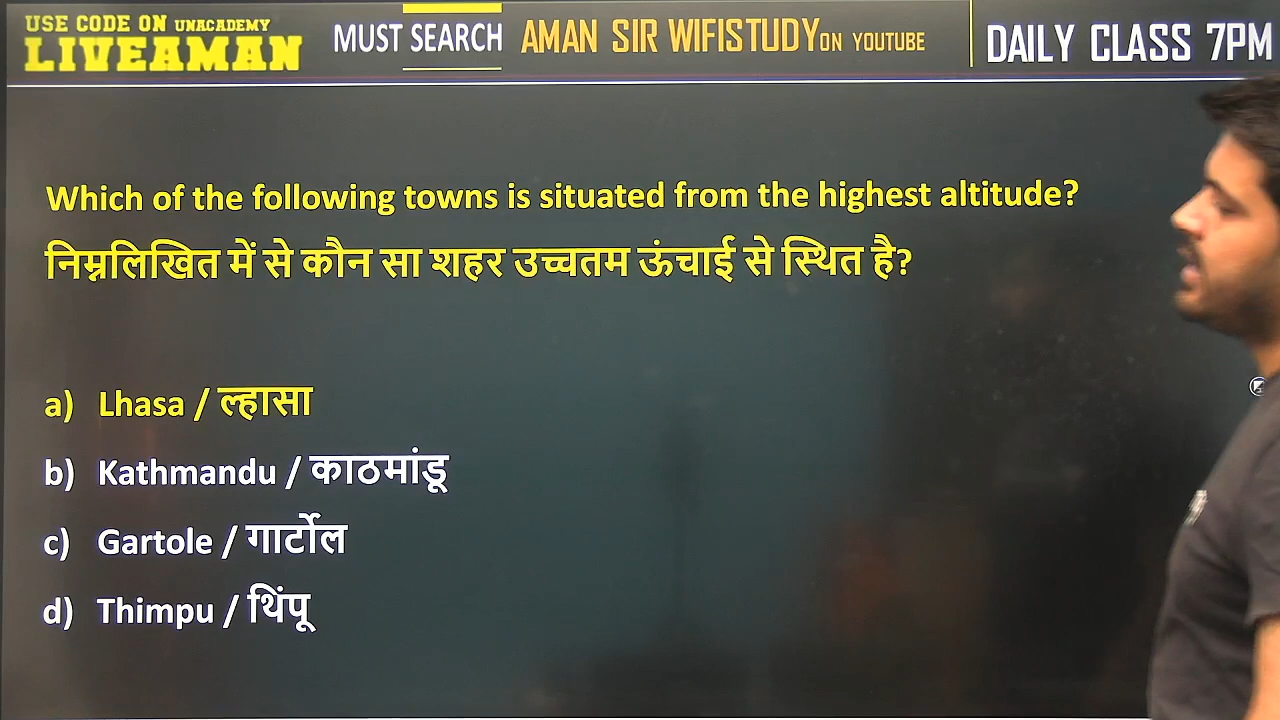 USE CODE ON UNACADEMY
LIVEAMAN
MUST SEARCH AMAN SIR WIFISTUDY ON YOUTUBE
DAILY CLASS 7PM
Which of the following towns is situated from the highest altitude?
निम्नलिखित में से कौन सा शहर उच्चतम ऊंचाई से स्थित है?
a) Lhasa / ल्हासा
b) Kathmandu / काठमांडू
c) Gartole / गार्टोल
d) Thimpu / थिंपू